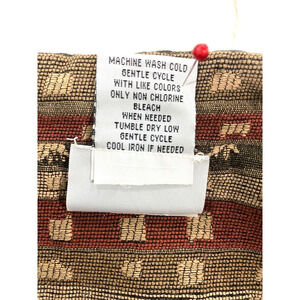 MACHINE WASH COLD
GENTLE CYCLE
WITH LIKE COLORS
ONLY NON CHLORINE
BLEACH
WHEN NEEDED
TUMBLE DRY LOW
GENTLE CYCLE
COOL IRON IF NEEDED